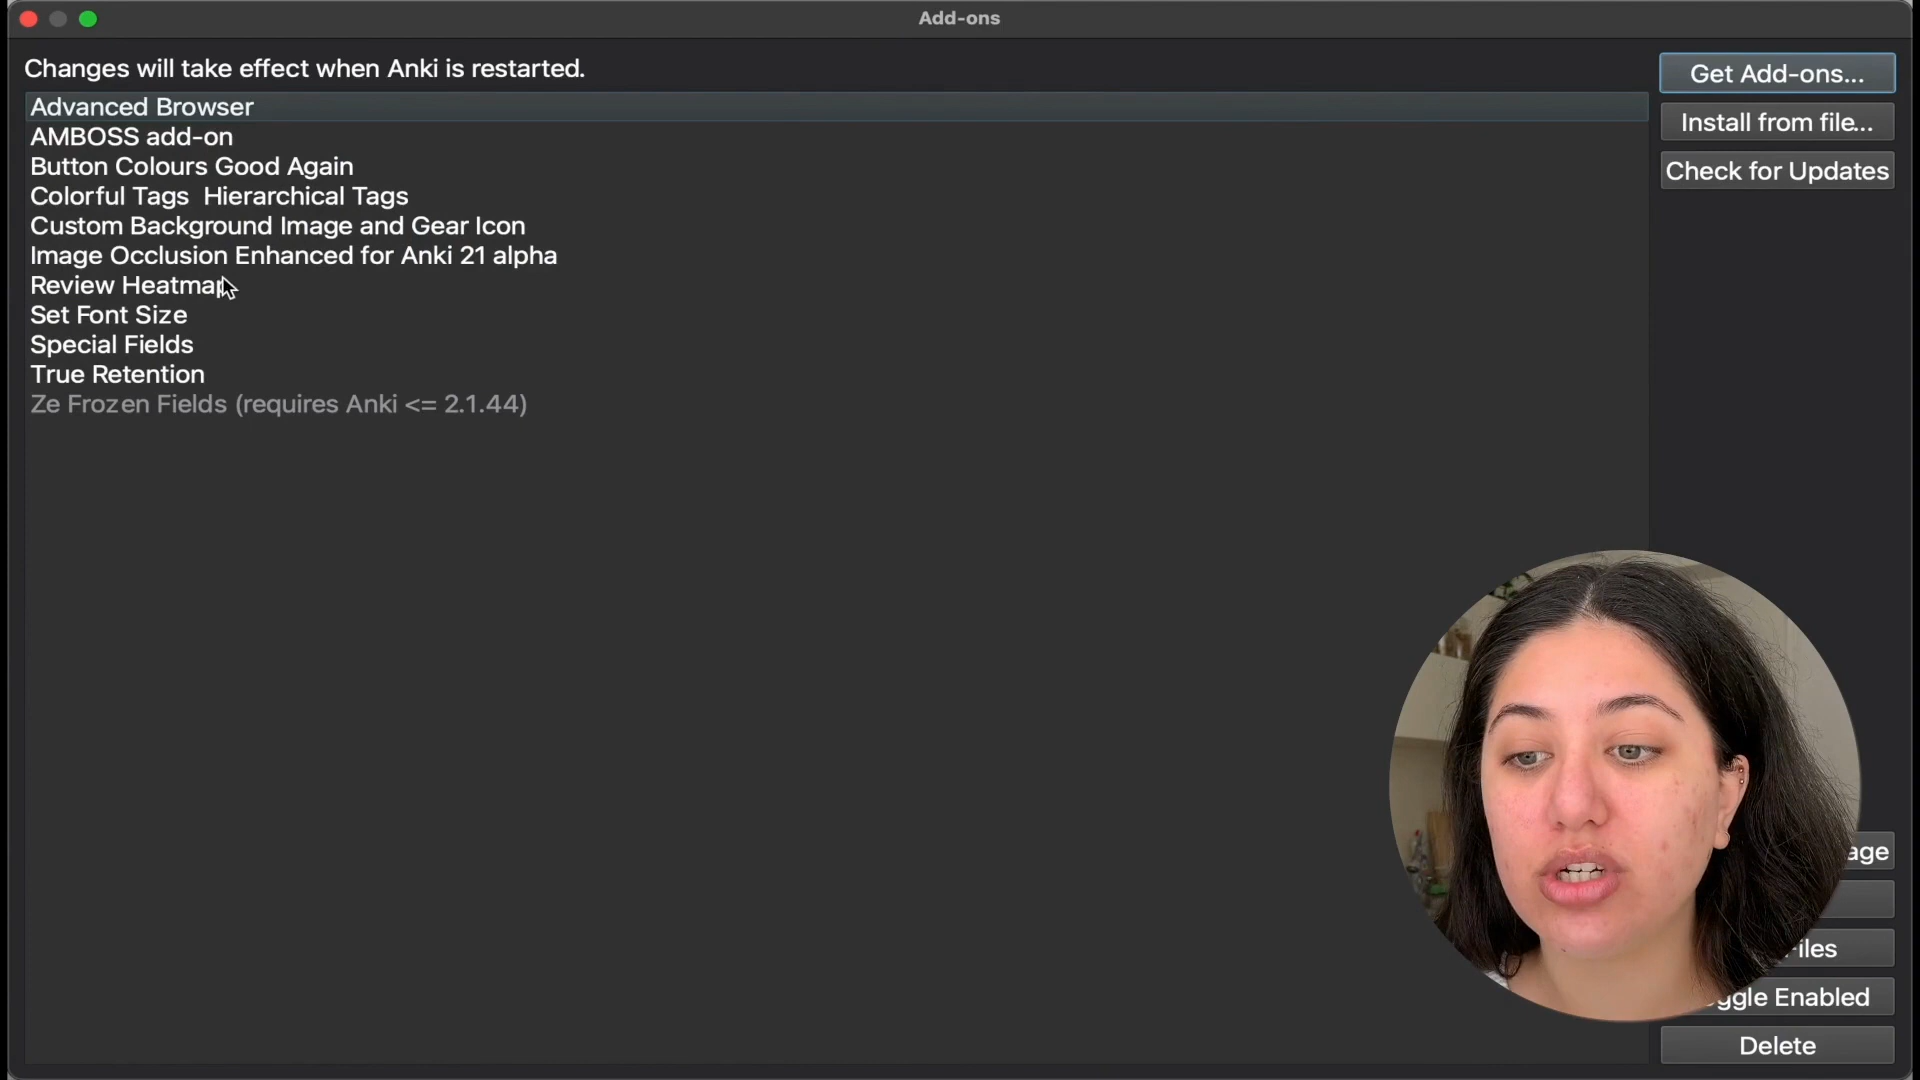 Add-ons
Changes will take effect when Anki is restarted.
Get Add-ons...
Install from file...
Check for Updates
Advanced Browser
AMBOSS add-on
Button Colours Good Again
Colorful Tags  Hierarchical Tags
Custom Background Image and Gear Icon
Image Occlusion Enhanced for Anki 21 alpha
Review Heatmap
Set Font Size
Special Fields
True Retention
Ze Frozen Fields (requires Anki <= 2.1.44)
Enabled
Delete